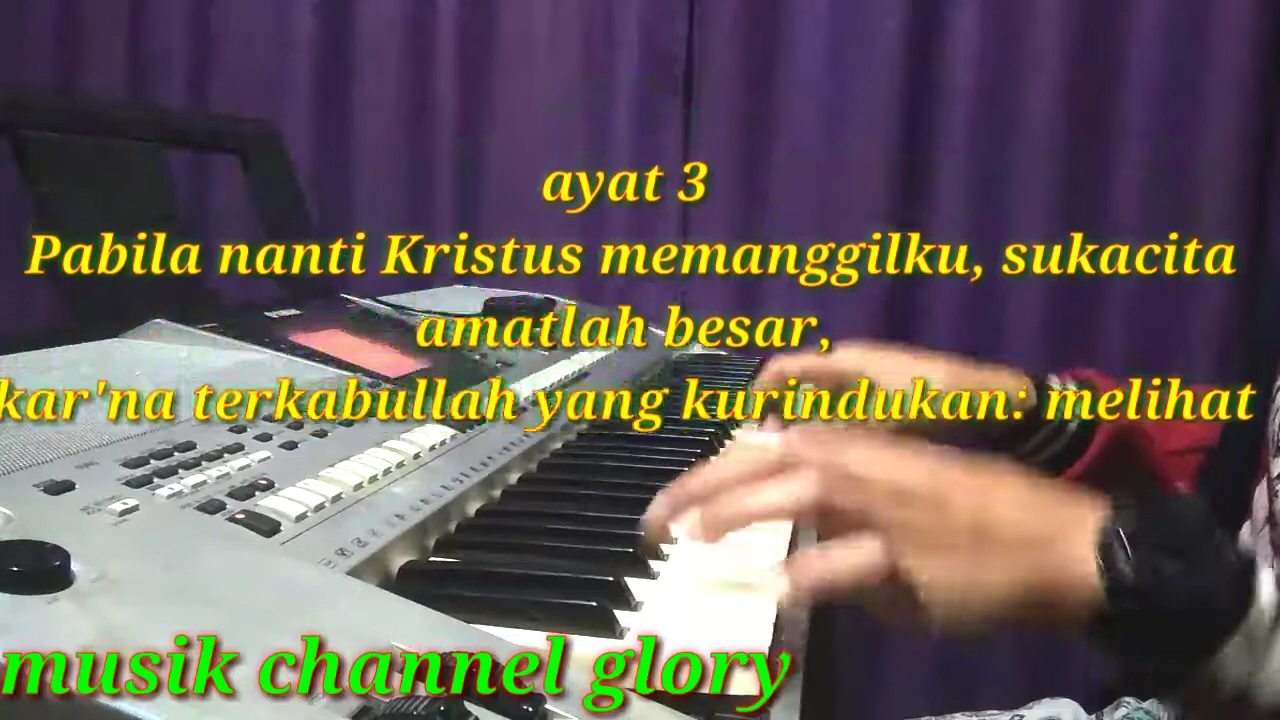 ayat 3
Pabila nanti Kristus memanggilku, sukacita
amatlah besar,
kar'na terkabullah yang kurindukan: melihat
musik channel glory